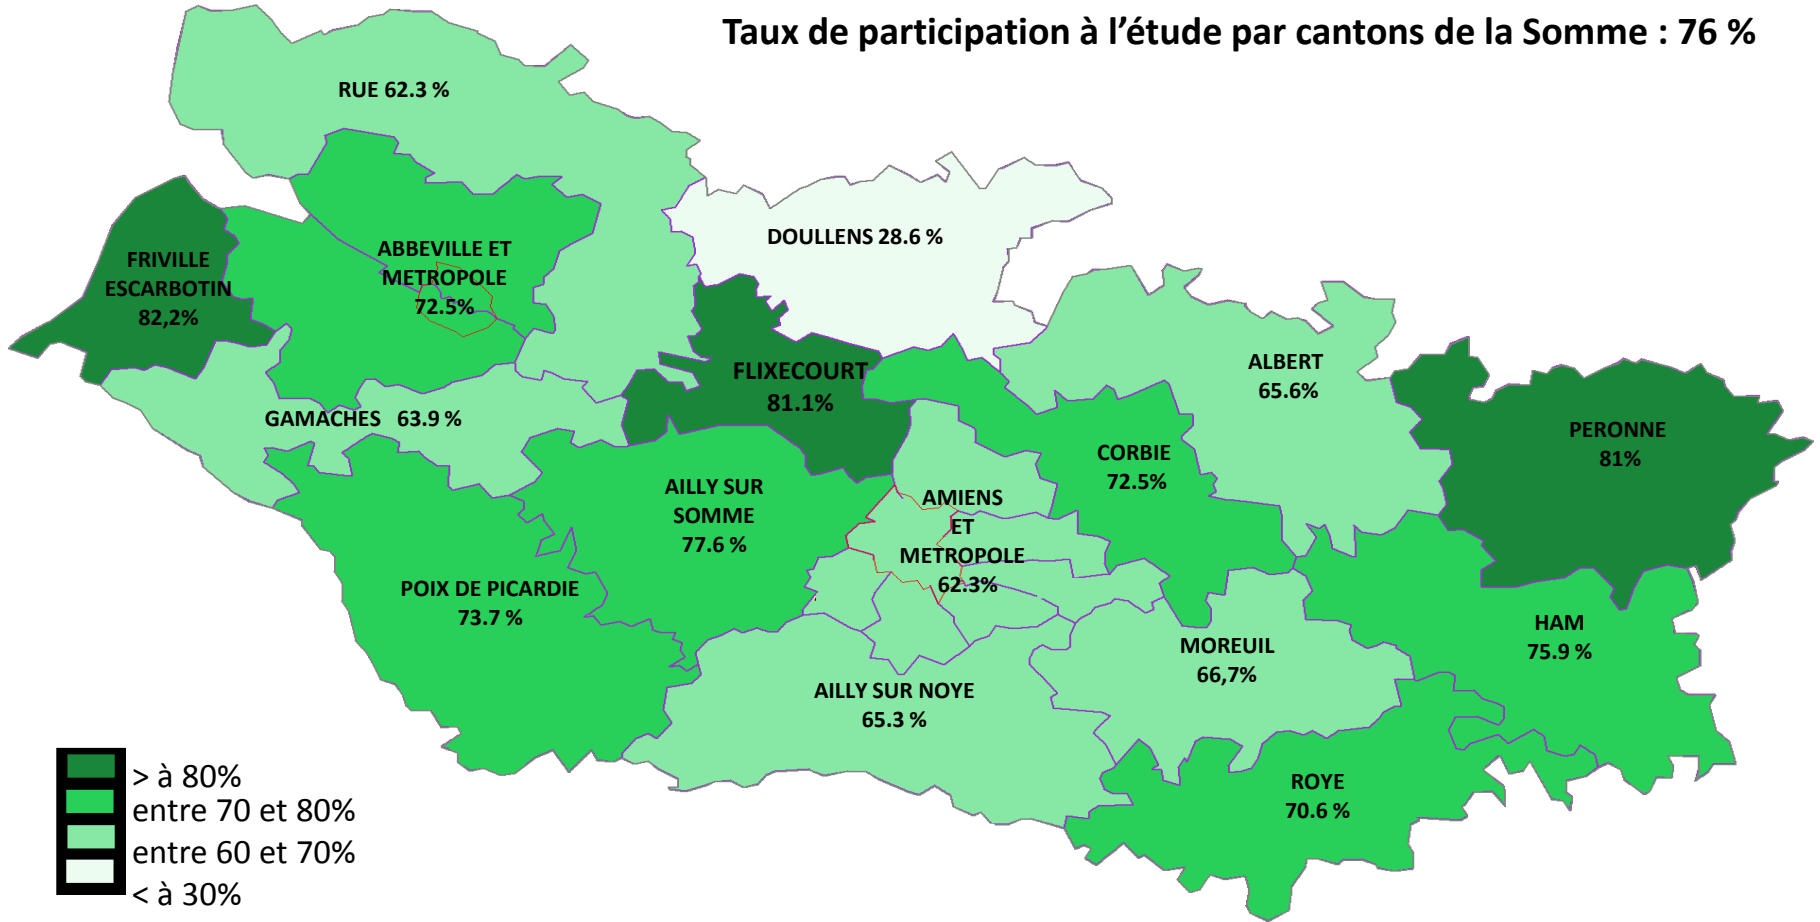 Taux de participation à l’étude par cantons de la Somme : 76 %
RUE 62.3 %
DOULLENS 28.6 %
ABBEVILLE ET
METROPOLE
72.5%
FRIVILLE
ESCARBOTIN
82,2%
FLIXECOURT
81.1%
ALBERT
65.6%
GAMACHES 63.9 %
PERONNE
81%
CORBIE
72.5%
AILLY SUR
SOMME
77.6 %
AMIENS
ET
METROPOLE
62.3%
POIX DE PICARDIE
73.7 %
HAM
75.9 %
MOREUIL
66,7%
AILLY SUR NOYE
65.3 %
ROYE
70.6 %
> à 80%
entre 70 et 80%
entre 60 et 70%
< à 30%